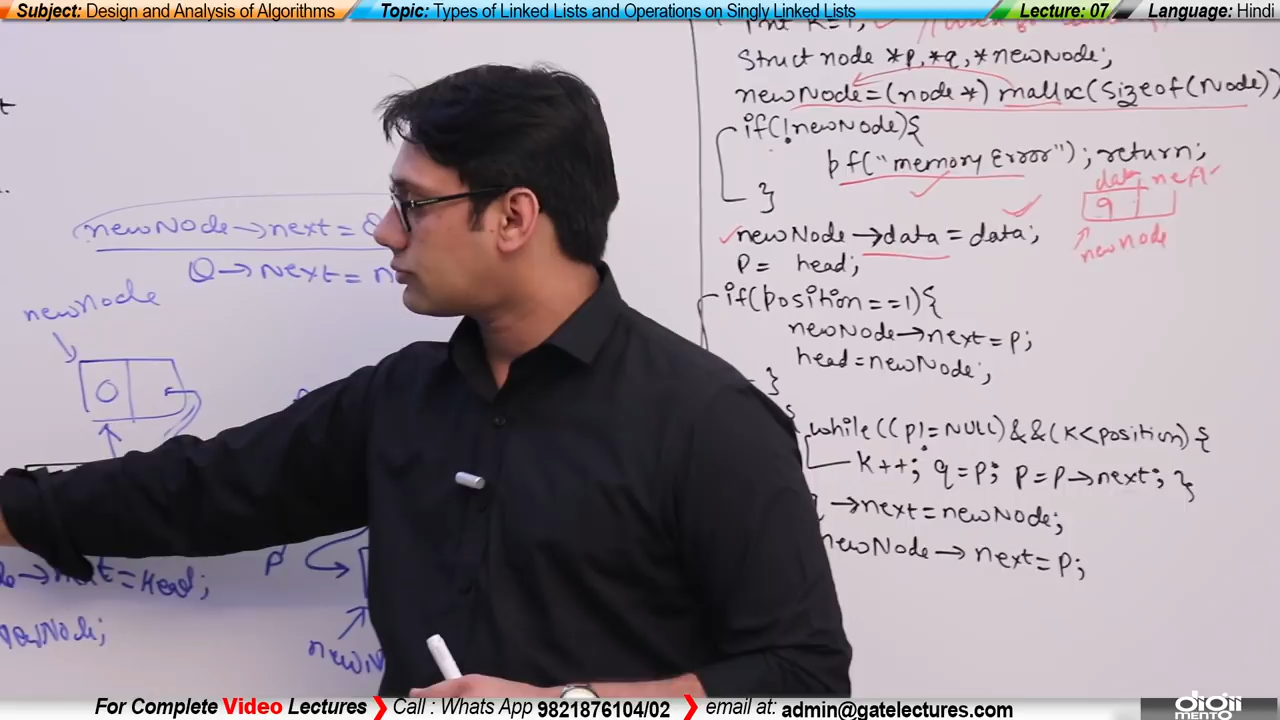 Subject: Design and Analysis of Algorithms
Topic: Types of Linked Lists and Operations on Singly Linked Lists
Lecture: 07
Language: Hindi
struct node *p, *q, *newNode;
newNode=(node*) malloc(sizeof(Node))
if(!newNode){
pf("memory Error"); return;
}
data next
9
newNode
newNode→data = data;
P= head;
if(position==1){
newNode→next=P;
head=newNode;
}
while((p!=NULL)&&(K<position){
K++; q=p; P=P→next; }
→next=newNode;
newNode→next=P;
newNode→next =
Q→Next =
newnode
→next=Head;
P
For Complete Video Lectures
Call : Whats App 9821876104/02
email at: admin@gatelectures.com
digii
MEMO